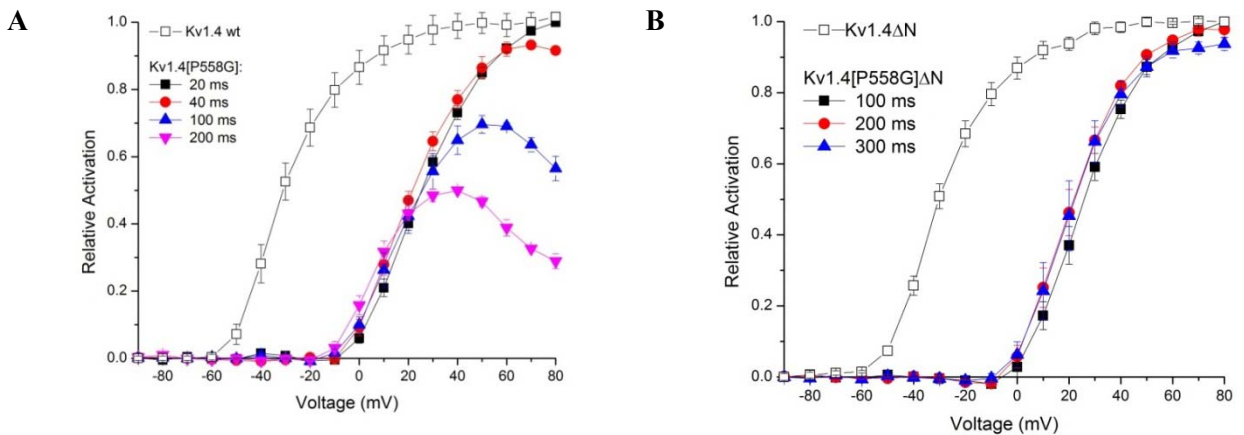 A
Relative Activation
1.0
0.8
0.6
0.4
0.2
0.0
Kv1.4 wt
Kv1.4[P558G]:
20 ms
40 ms
100 ms
200 ms
-80 -60 -40 -20 0 20 40 60 80
Voltage (mV)
B
Relative Activation
1.0
0.8
0.6
0.4
0.2
0.0
Kv1.4ΔN
Kv1.4[P558G]ΔN
100 ms
200 ms
300 ms
-80 -60 -40 -20 0 20 40 60 80
Voltage (mV)